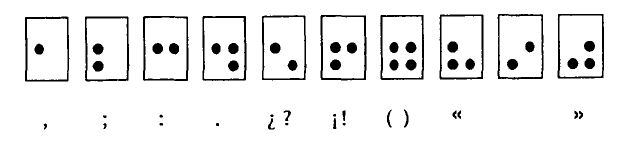 , ; : . ¿? ¡! ( ) « »